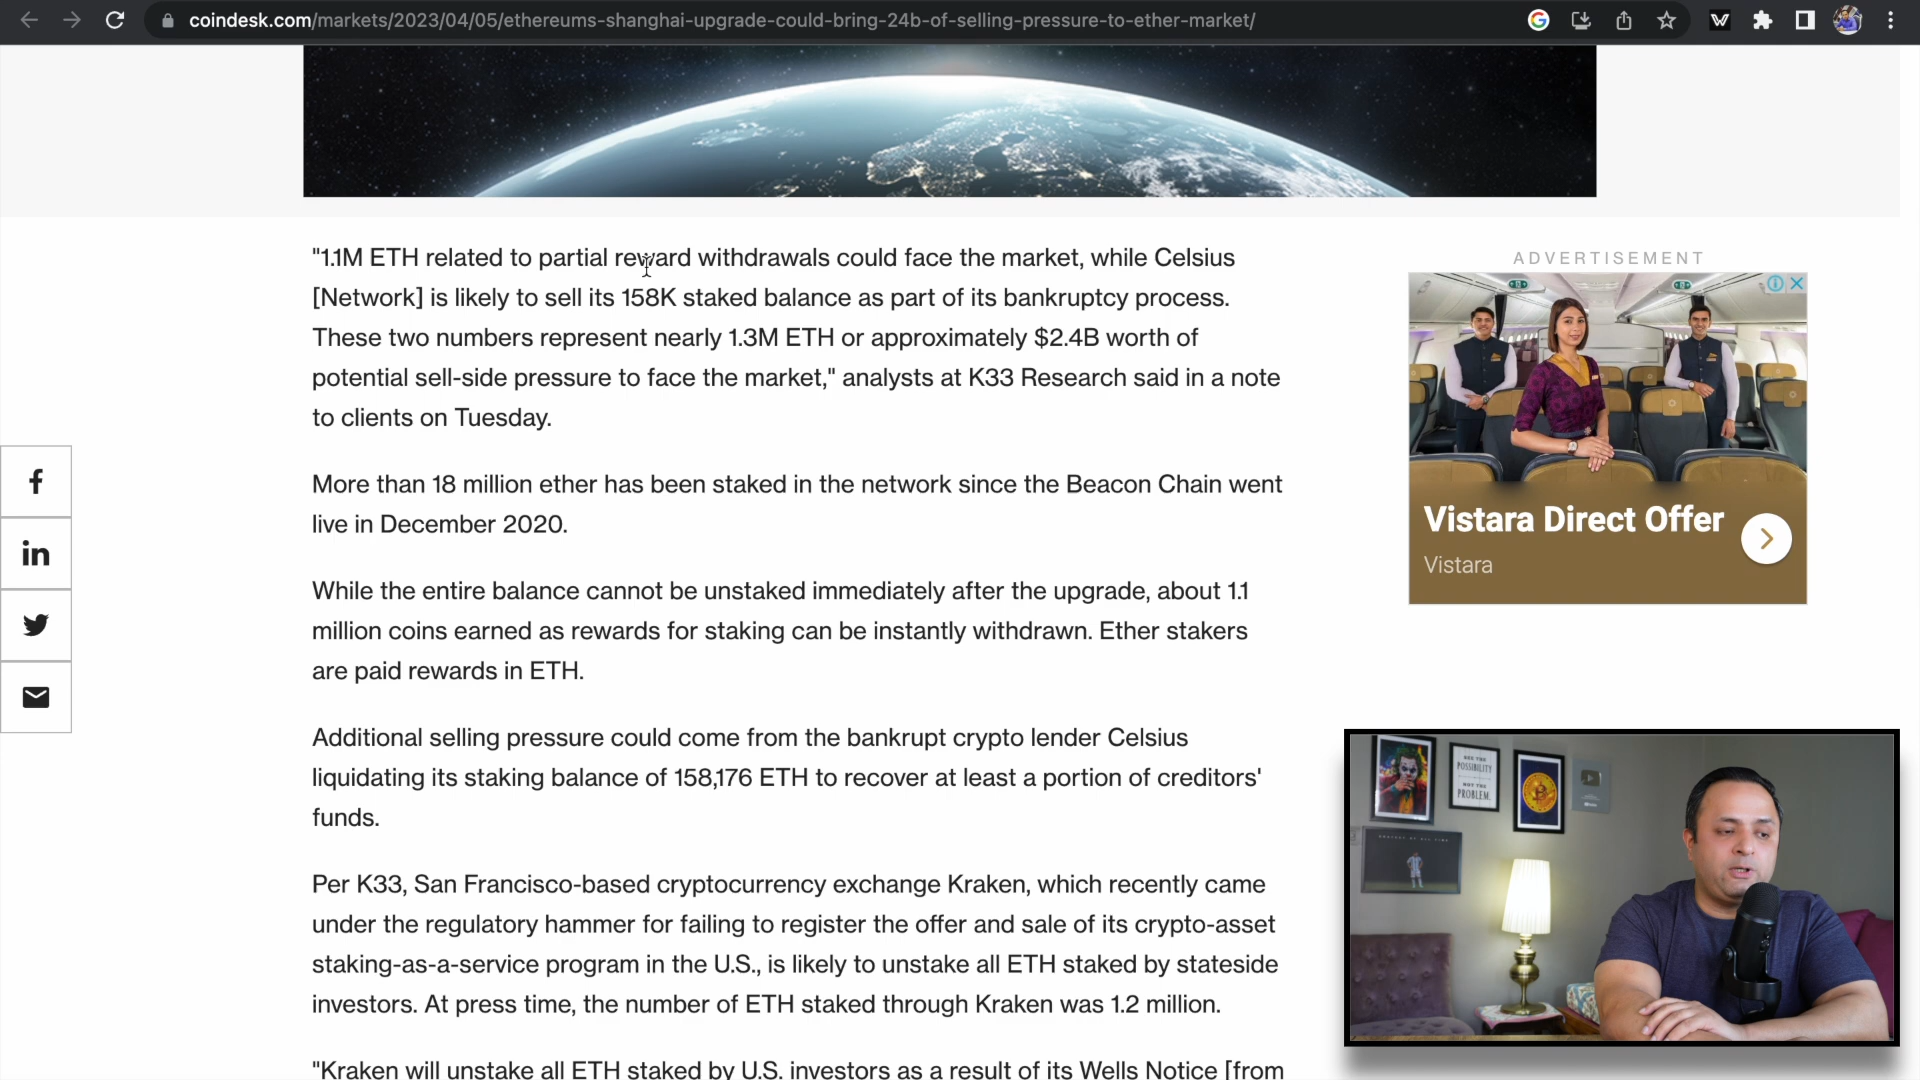 coindesk.com/markets/2023/04/05/ethereums-shanghai-upgrade-could-bring-24b-of-selling-pressure-to-ether-market/
"1.1M ETH related to partial reward withdrawals could face the market, while Celsius
[Network] is likely to sell its 158K staked balance as part of its bankruptcy process.
These two numbers represent nearly 1.3M ETH or approximately $2.4B worth of
potential sell-side pressure to face the market," analysts at K33 Research said in a note
to clients on Tuesday.
More than 18 million ether has been staked in the network since the Beacon Chain went
live in December 2020.
While the entire balance cannot be unstaked immediately after the upgrade, about 1.1
million coins earned as rewards for staking can be instantly withdrawn. Ether stakers
are paid rewards in ETH.
Additional selling pressure could come from the bankrupt crypto lender Celsius
liquidating its staking balance of 158,176 ETH to recover at least a portion of creditors'
funds.
Per K33, San Francisco-based cryptocurrency exchange Kraken, which recently came
under the regulatory hammer for failing to register the offer and sale of its crypto-asset
staking-as-a-service program in the U.S., is likely to unstake all ETH staked by stateside
investors. At press time, the number of ETH staked through Kraken was 1.2 million.
"Kraken will unstake all ETH staked by U.S. investors as a result of its Wells Notice [from
ADVERTISEMENT
Vistara Direct Offer
Vistara
SEE THE
POSSIBILITY
NOT THE
PROBLEM.